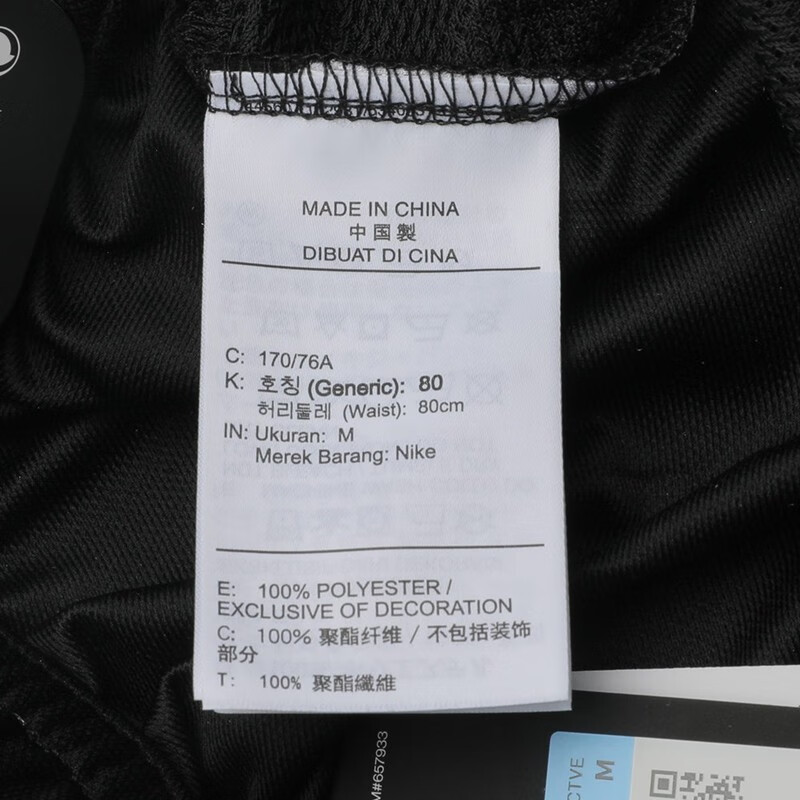 MADE IN CHINA
中国製
DIBUAT DI CINA
C: 170/76A
K: 호칭 (Generic): 80
허리둘레 (Waist): 80cm
IN: Ukuran: M
Merek Barang: Nike
E: 100% POLYESTER /
EXCLUSIVE OF DECORATION
C: 100% 聚酯纤维 / 不包括装饰
部分
T: 100% 聚酯纖維
M#657933
CTVE
M